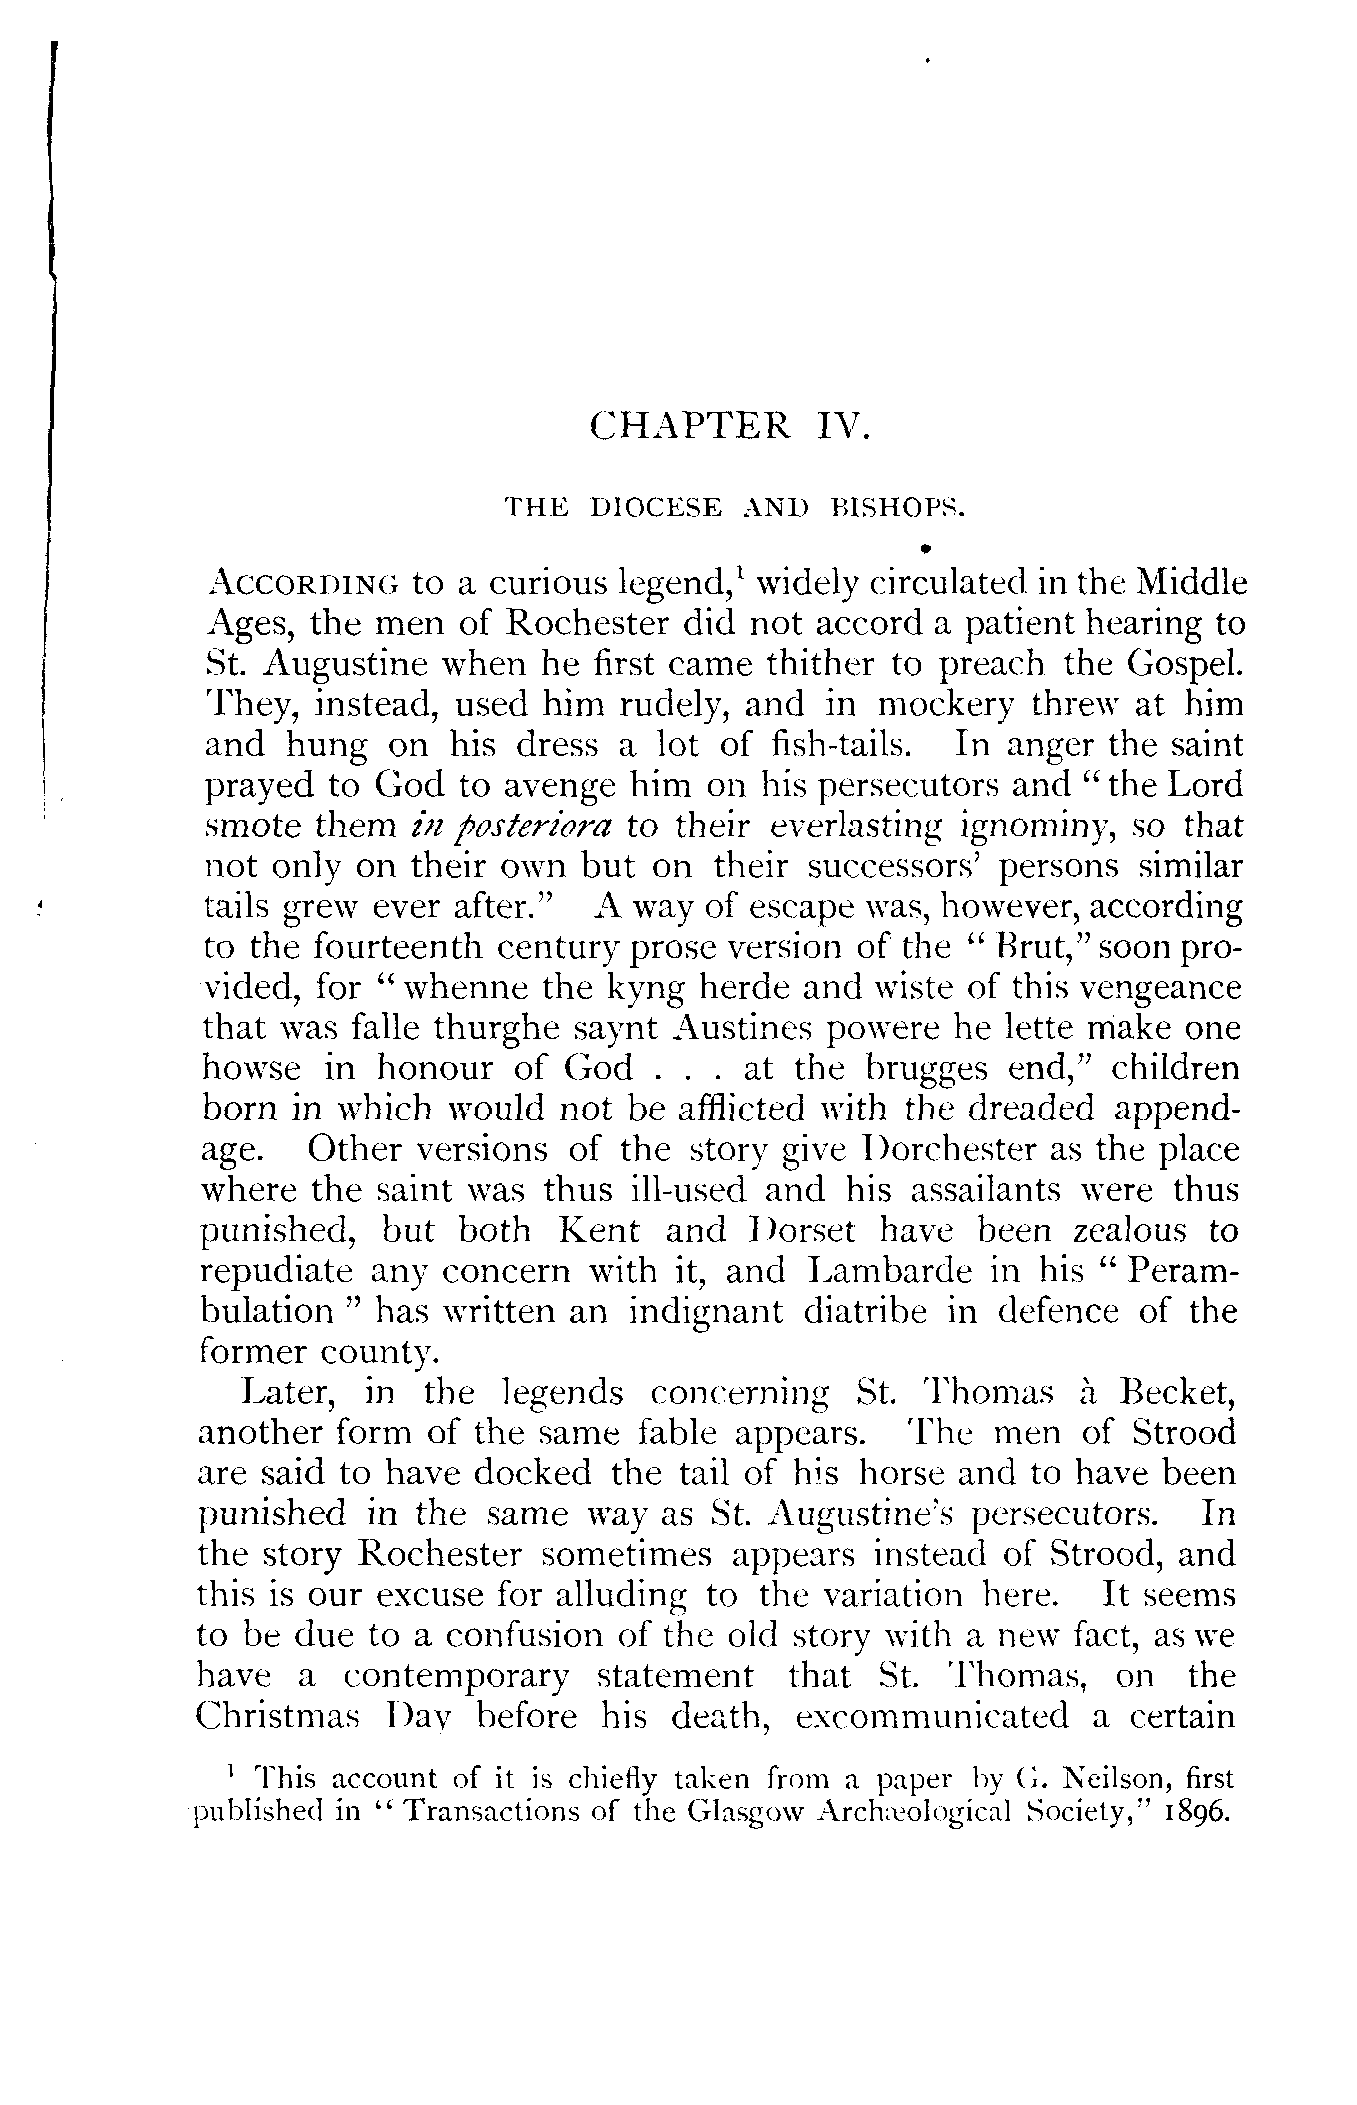 CHAPTER IV.
THE DIOCESE AND BISHOPS.
ACCORDING to a curious legend,¹ widely circulated in the Middle
Ages, the men of Rochester did not accord a patient hearing to
St. Augustine when he first came thither to preach the Gospel.
They, instead, used him rudely, and in mockery threw at him
and hung on his dress a lot of fish-tails. In anger the saint
prayed to God to avenge him on his persecutors and “ the Lord
smote them in posteriora to their everlasting ignominy, so that
not only on their own but on their successors’ persons similar
tails grew ever after.” A way of escape was, however, according
to the fourteenth century prose version of the “ Brut,” soon pro-
vided, for “ whenne the kyng herde and wiste of this vengeance
that was falle thurghe saynt Austines powere he lette make one
howse in honour of God . . . at the brugges end,” children
born in which would not be afflicted with the dreaded append-
age. Other versions of the story give Dorchester as the place
where the saint was thus ill-used and his assailants were thus
punished, but both Kent and Dorset have been zealous to
repudiate any concern with it, and Lambarde in his “ Peram-
bulation ” has written an indignant diatribe in defence of the
former county.
Later, in the legends concerning St. Thomas à Becket,
another form of the same fable appears. The men of Strood
are said to have docked the tail of his horse and to have been
punished in the same way as St. Augustine’s persecutors. In
the story Rochester sometimes appears instead of Strood, and
this is our excuse for alluding to the variation here. It seems
to be due to a confusion of the old story with a new fact, as we
have a contemporary statement that St. Thomas, on the
Christmas Day before his death, excommunicated a certain
¹ This account of it is chiefly taken from a paper by G. Neilson, first
published in “ Transactions of the Glasgow Archæological Society,” 1896.